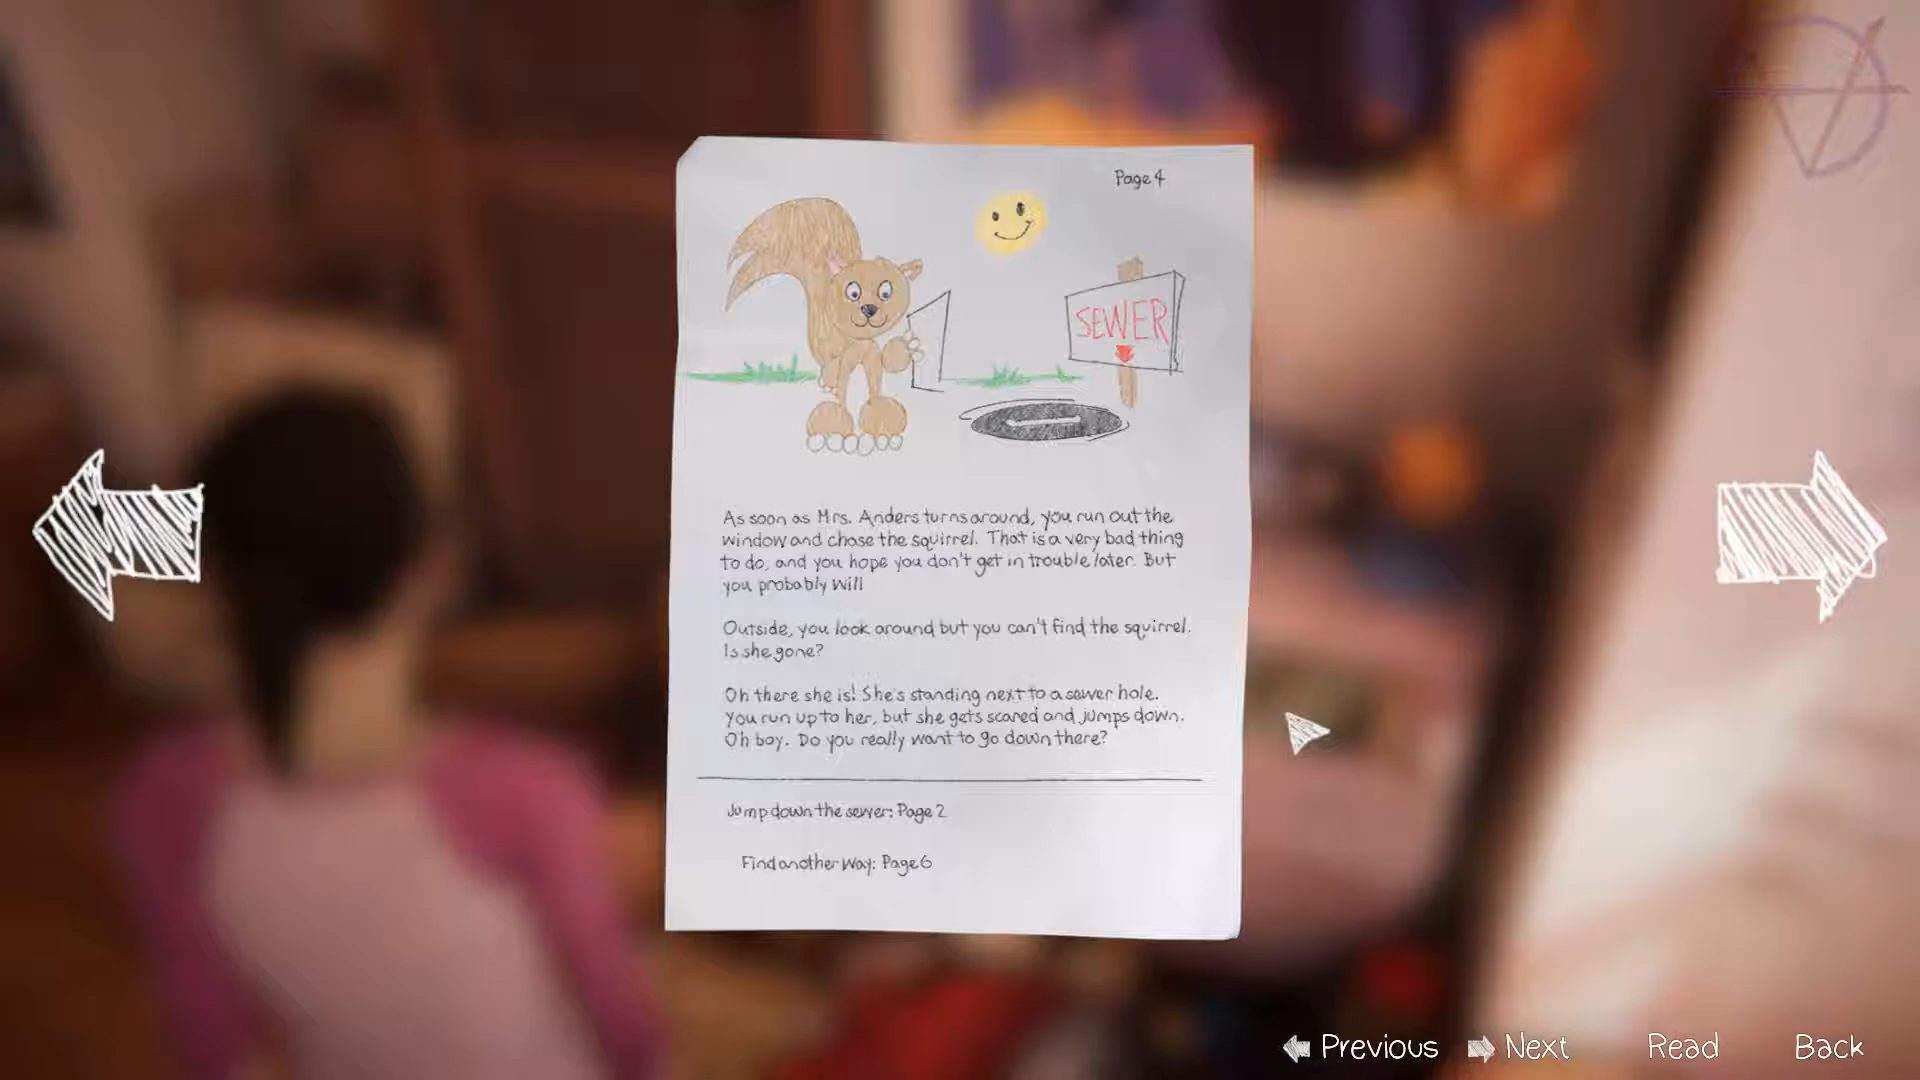 Page 4
SEWER
As soon as Mrs. Anders turns around, you run out the
window and chase the squirrel. That is a very bad thing
to do, and you hope you don't get in trouble later. But
you probably will
Outside, you look around but you can't find the squirrel.
Is she gone?
Oh there she is! She's standing next to a sewer hole.
You run up to her, but she gets scared and jumps down.
Oh boy. Do you really want to go down there?
Jump down the sewer: Page 2
Find another way: Page 6
Previous Next Read Back